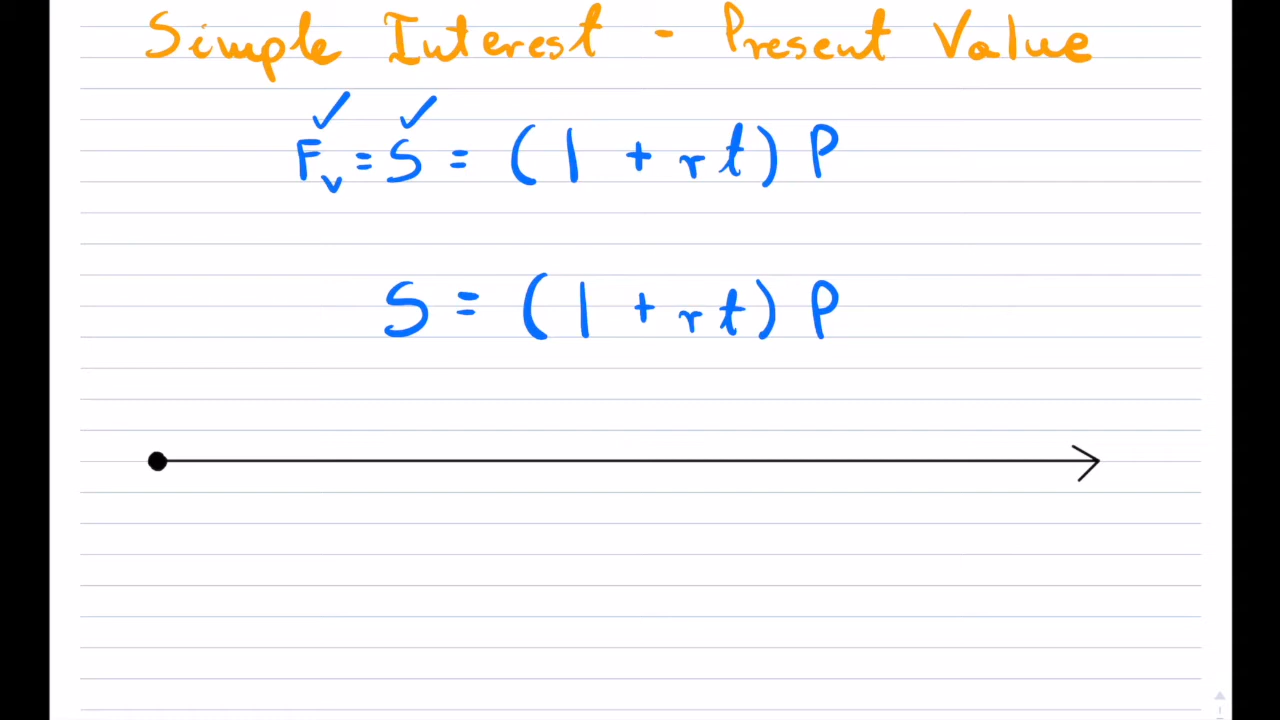 Simple Interest - Present Value
Fv = S = (1 + rt) P
S = (1 + rt) P